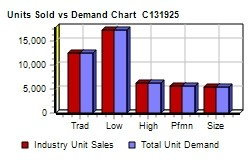 Units Sold vs Demand Chart C131925
15,000
10,000
5,000
0
Trad Low High Pfmn Size
Industry Unit Sales Total Unit Demand